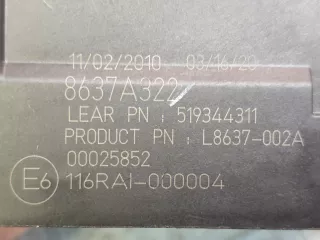 11/02/2010 03/16/20
8637A322
LEAR PN : 519344311
PRODUCT PN : L8637-002A
00025852
E6 116RAI-000004